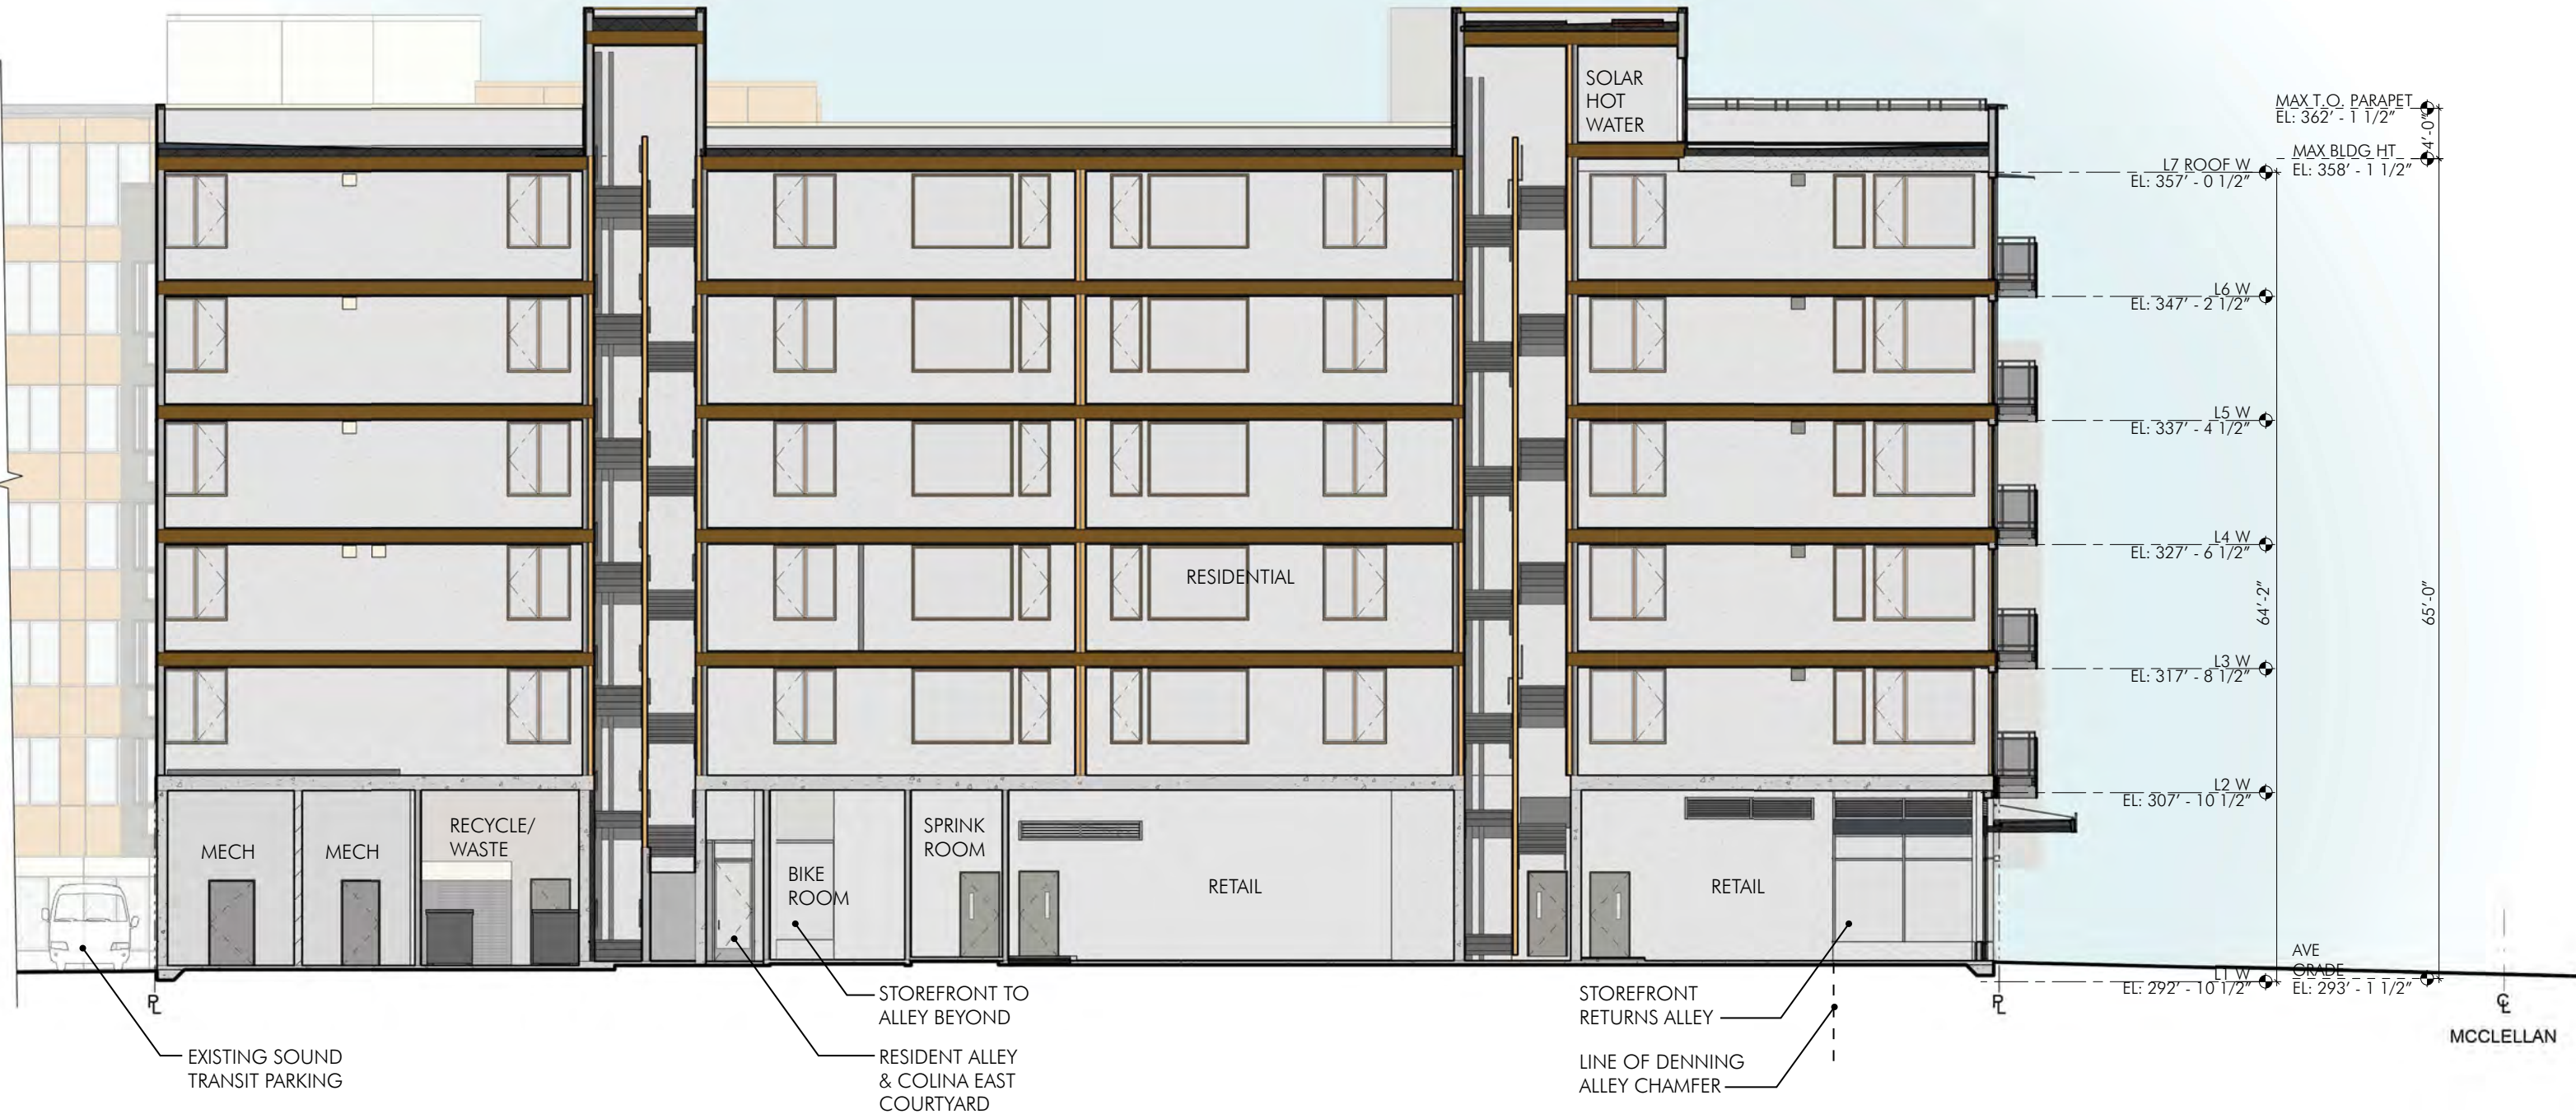 SOLAR
HOT
WATER
MAX T.O. PARAPET
EL: 362' - 1 1/2"
4'-0"
MAX BLDG HT
EL: 358' - 1 1/2"
L7 ROOF W
EL: 357' - 0 1/2"
L6 W
EL: 347' - 2 1/2"
L5 W
EL: 337' - 4 1/2"
L4 W
EL: 327' - 6 1/2"
RESIDENTIAL
64'-2"
65'-0"
L3 W
EL: 317' - 8 1/2"
L2 W
EL: 307' - 10 1/2"
MECH
MECH
RECYCLE/
WASTE
BIKE
ROOM
SPRINK
ROOM
RETAIL
RETAIL
AVE
GRADE
EL: 293' - 1 1/2"
L1 W
EL: 292' - 10 1/2"
PL
PL
CL
MCCLELLAN
STOREFRONT TO
ALLEY BEYOND
STOREFRONT
RETURNS ALLEY
EXISTING SOUND
TRANSIT PARKING
RESIDENT ALLEY
& COLINA EAST
COURTYARD
LINE OF DENNING
ALLEY CHAMFER